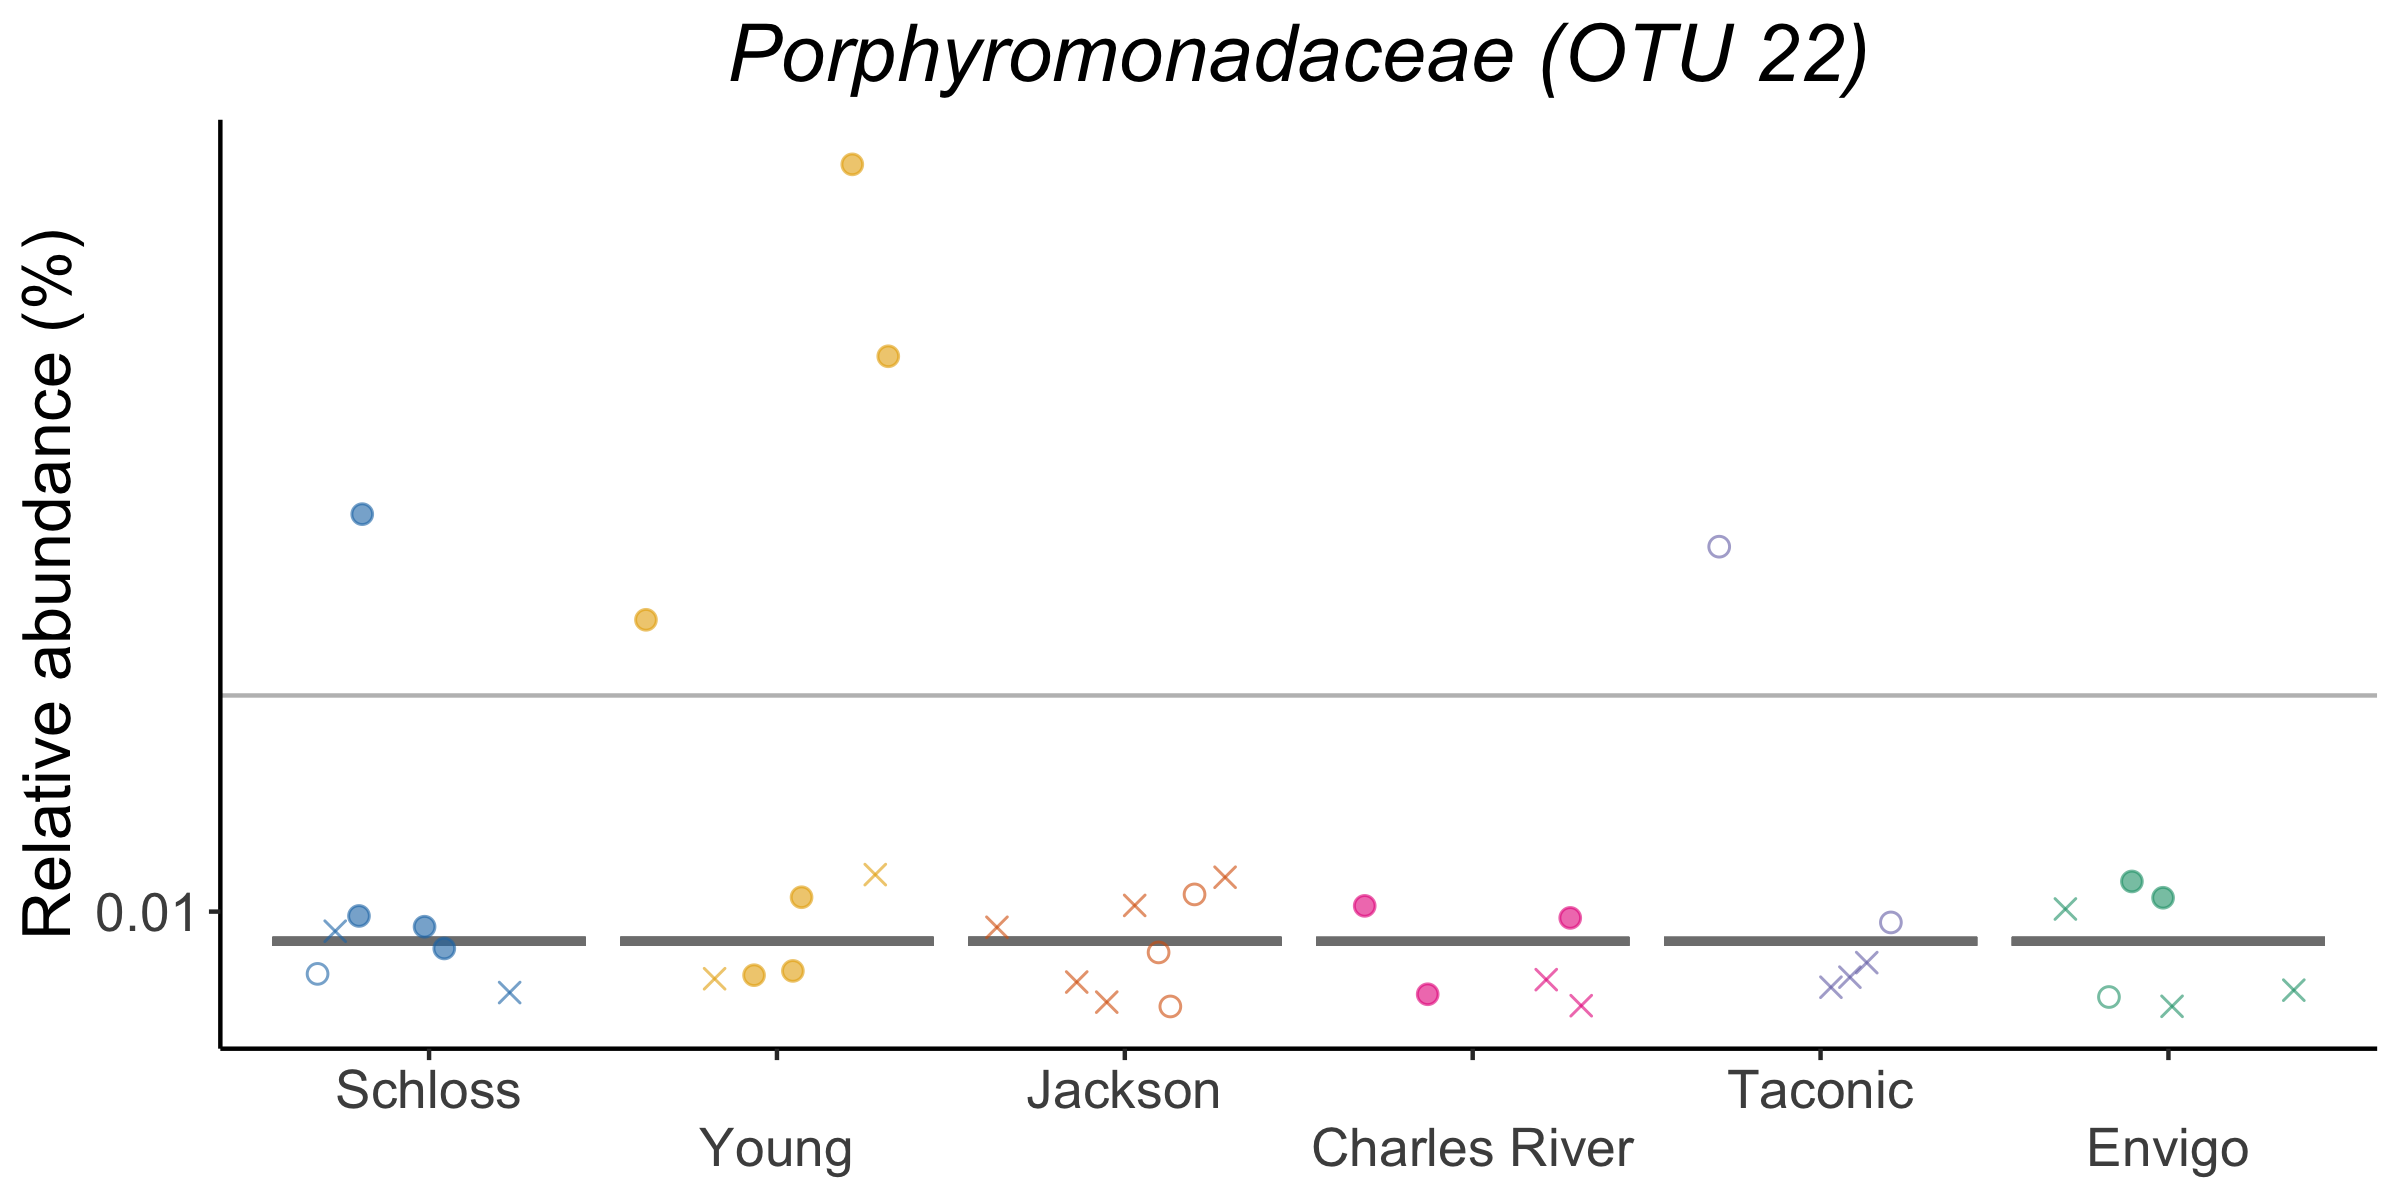 Porphyromonadaceae (OTU 22)
Relative abundance (%)
0.01
Schloss
Young
Jackson
Charles River
Taconic
Envigo